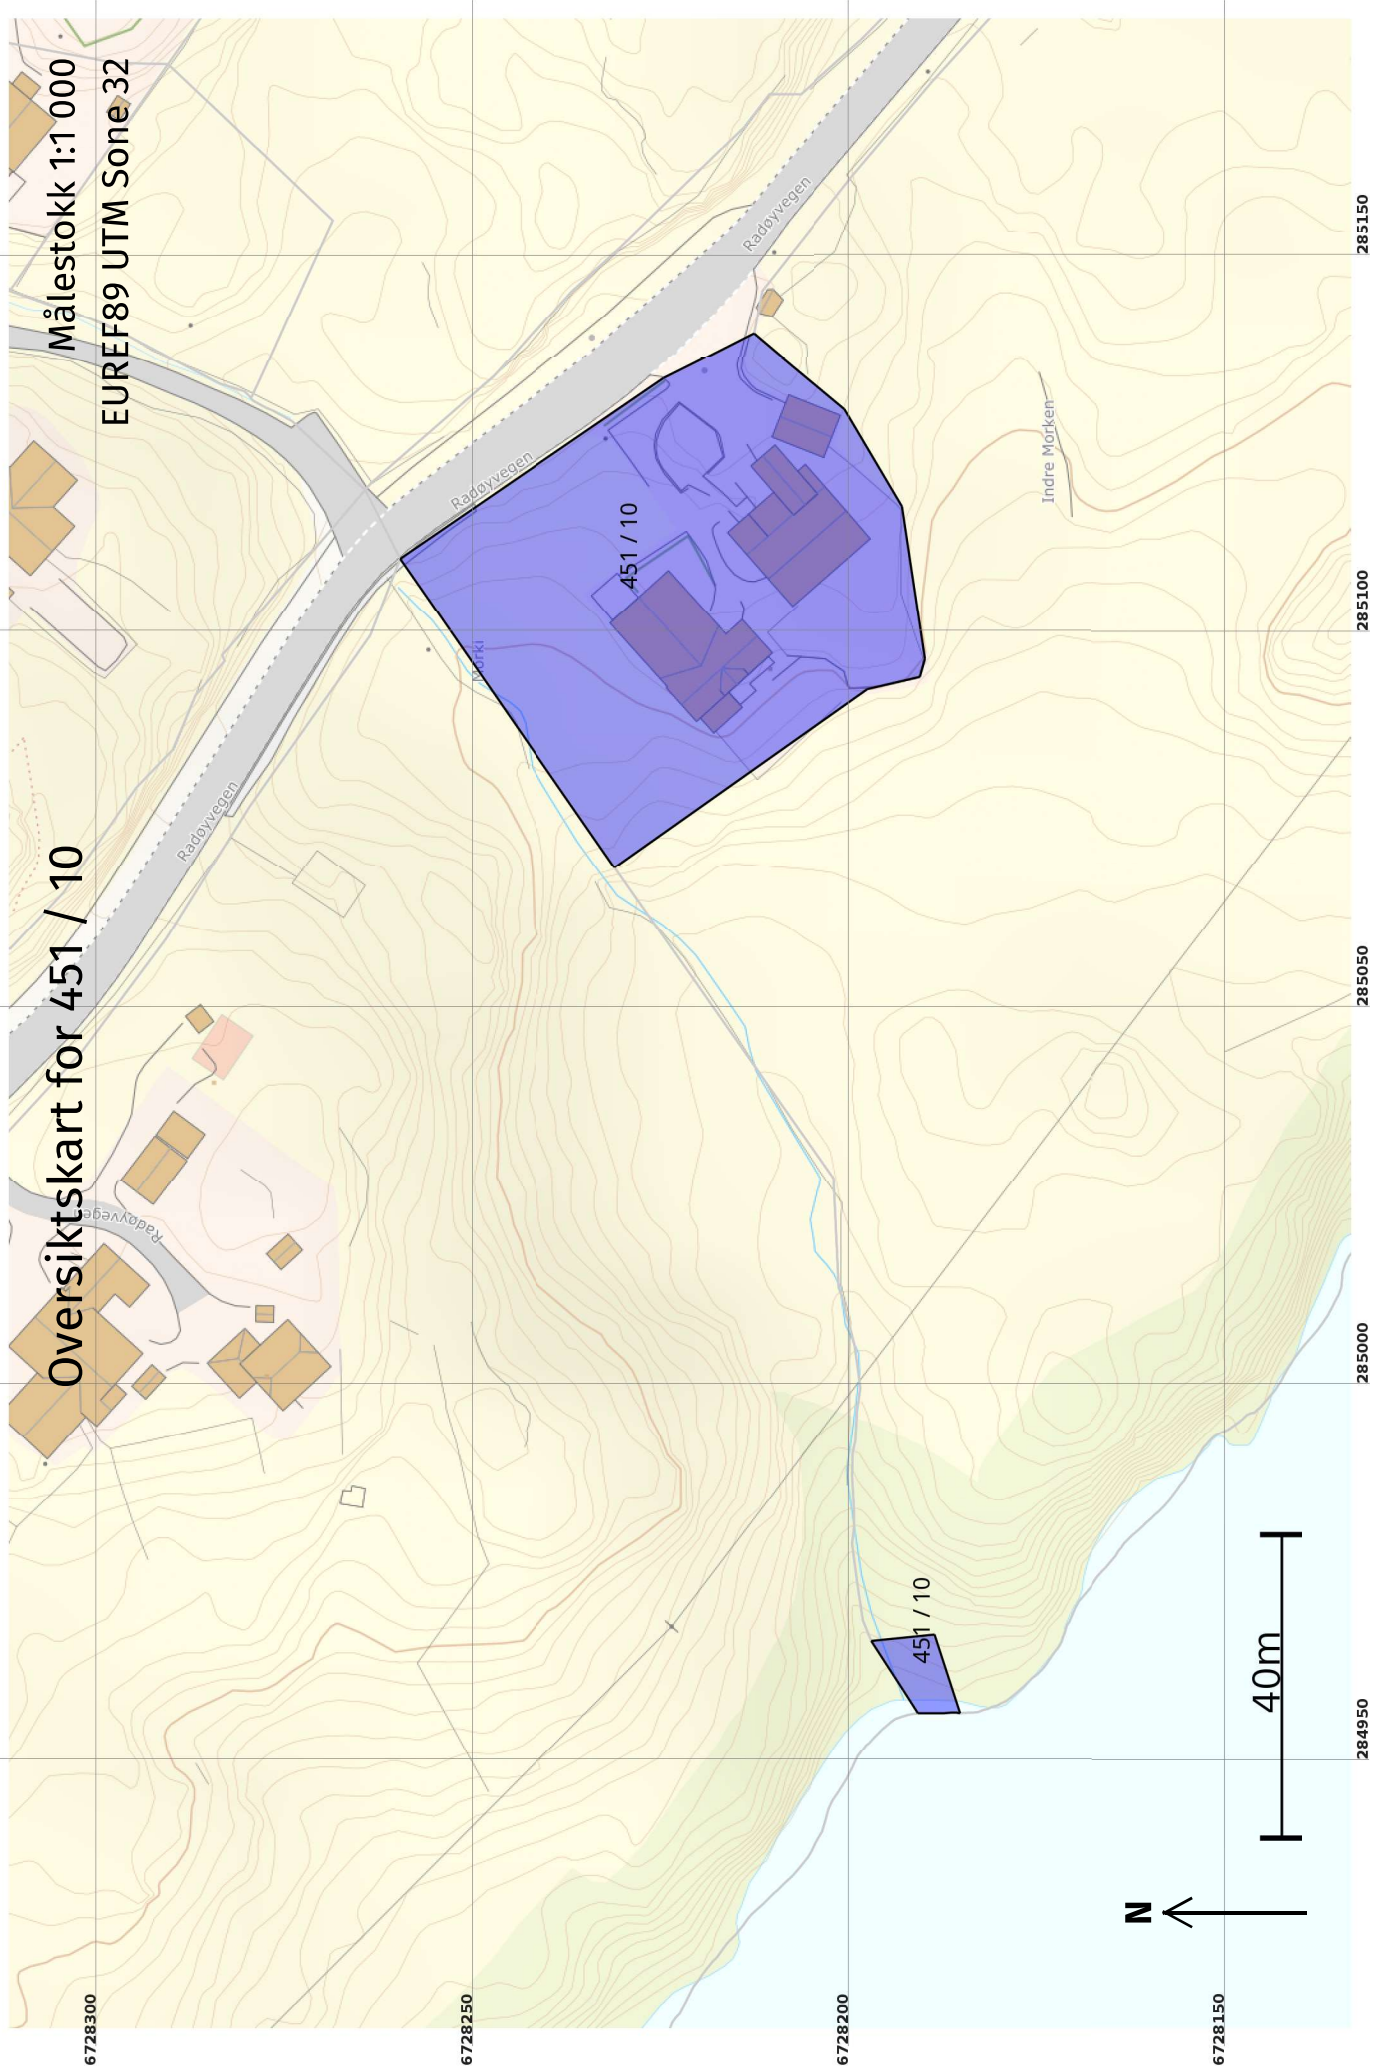 Oversiktskart for 451 / 10
Målestokk 1:1 000
EUREF89 UTM Sone 32
Radøyvegen
Radøyvegen
Radøyvegen
Radøyvegen
Mørki
451 / 10
Indre Morken
451 / 10
40m
N
6728300
6728250
6728200
6728150
284950
285000
285050
285100
285150